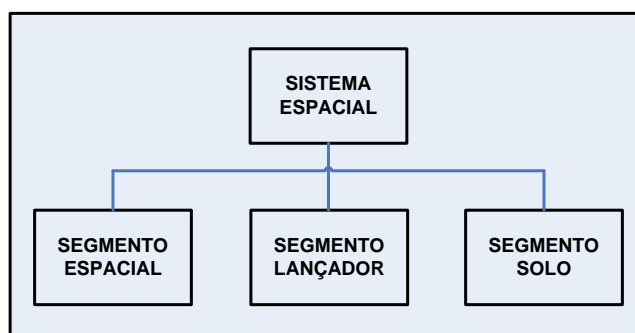 SISTEMA
ESPACIAL
SEGMENTO
ESPACIAL
SEGMENTO
LANÇADOR
SEGMENTO
SOLO